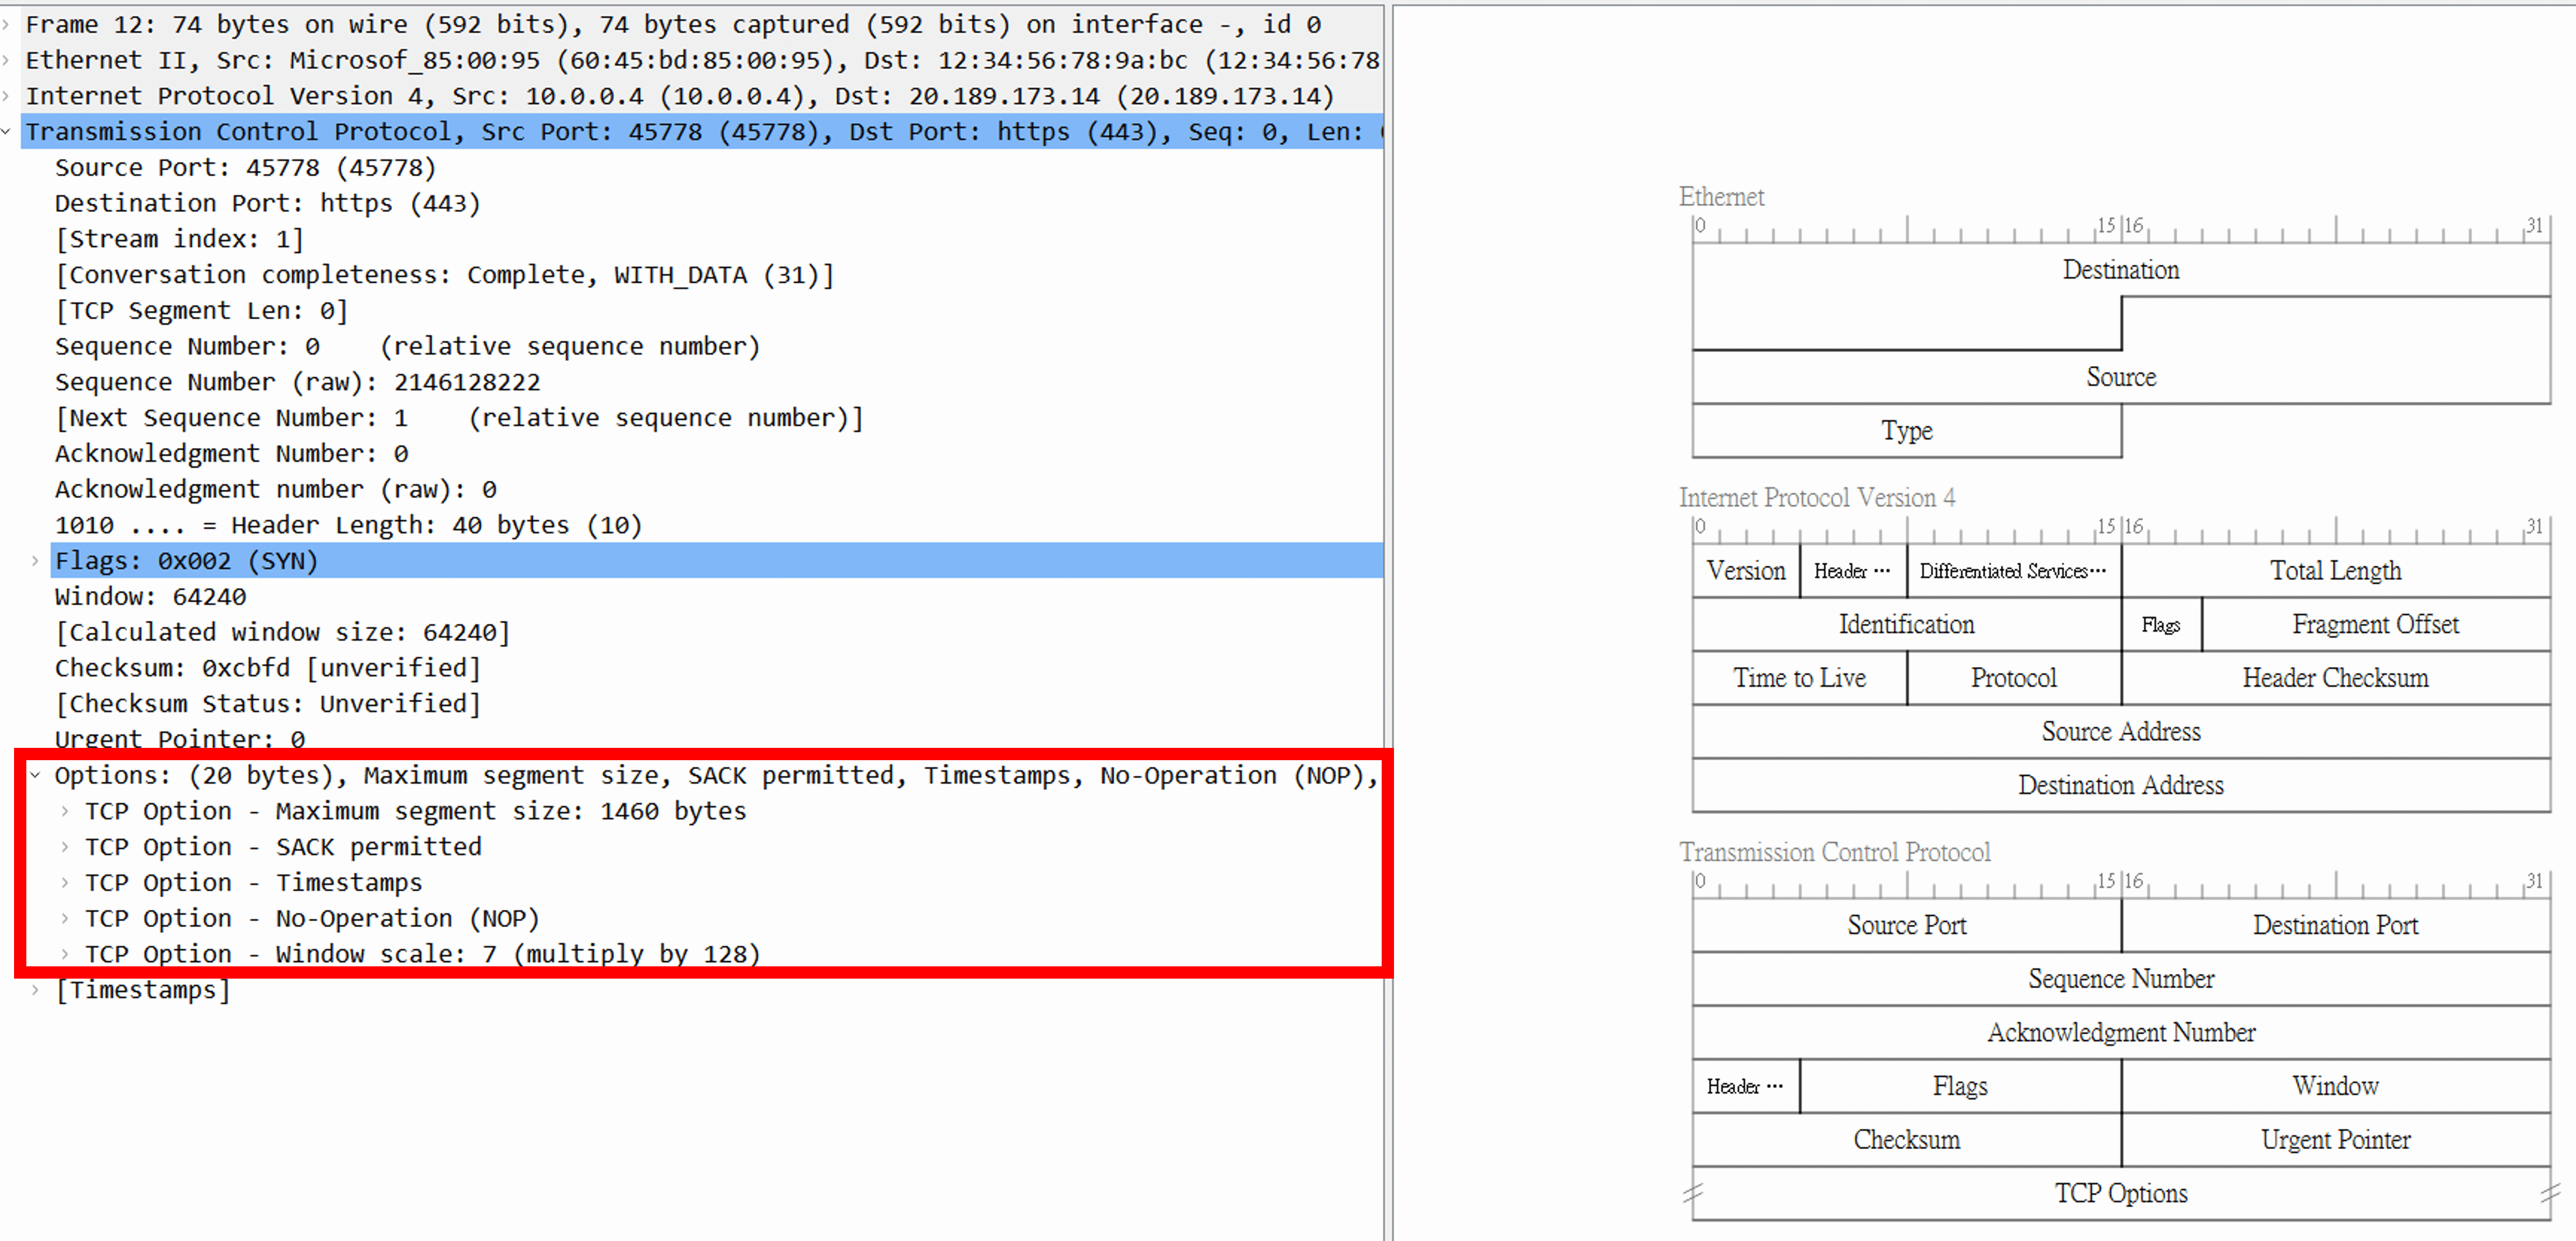 Frame 12: 74 bytes on wire (592 bits), 74 bytes captured (592 bits) on interface -, id 0
Ethernet II, Src: Microsof_85:00:95 (60:45:bd:85:00:95), Dst: 12:34:56:78:9a:bc (12:34:56:78
Internet Protocol Version 4, Src: 10.0.0.4 (10.0.0.4), Dst: 20.189.173.14 (20.189.173.14)
Transmission Control Protocol, Src Port: 45778 (45778), Dst Port: https (443), Seq: 0, Len:
Source Port: 45778 (45778)
Destination Port: https (443)
[Stream index: 1]
[Conversation completeness: Complete, WITH_DATA (31)]
[TCP Segment Len: 0]
Sequence Number: 0    (relative sequence number)
Sequence Number (raw): 2146128222
[Next Sequence Number: 1    (relative sequence number)]
Acknowledgment Number: 0
Acknowledgment number (raw): 0
1010 .... = Header Length: 40 bytes (10)
Flags: 0x002 (SYN)
Window: 64240
[Calculated window size: 64240]
Checksum: 0xcbfd [unverified]
[Checksum Status: Unverified]
Urgent Pointer: 0
Options: (20 bytes), Maximum segment size, SACK permitted, Timestamps, No-Operation (NOP),
TCP Option - Maximum segment size: 1460 bytes
TCP Option - SACK permitted
TCP Option - Timestamps
TCP Option - No-Operation (NOP)
TCP Option - Window scale: 7 (multiply by 128)
[Timestamps]
Ethernet
0 15 16 31
Destination
Source
Type
Internet Protocol Version 4
0 15 16 31
Version Header ··· Differentiated Services··· Total Length
Identification Flags Fragment Offset
Time to Live Protocol Header Checksum
Source Address
Destination Address
Transmission Control Protocol
0 15 16 31
Source Port Destination Port
Sequence Number
Acknowledgment Number
Header ··· Flags Window
Checksum Urgent Pointer
TCP Options